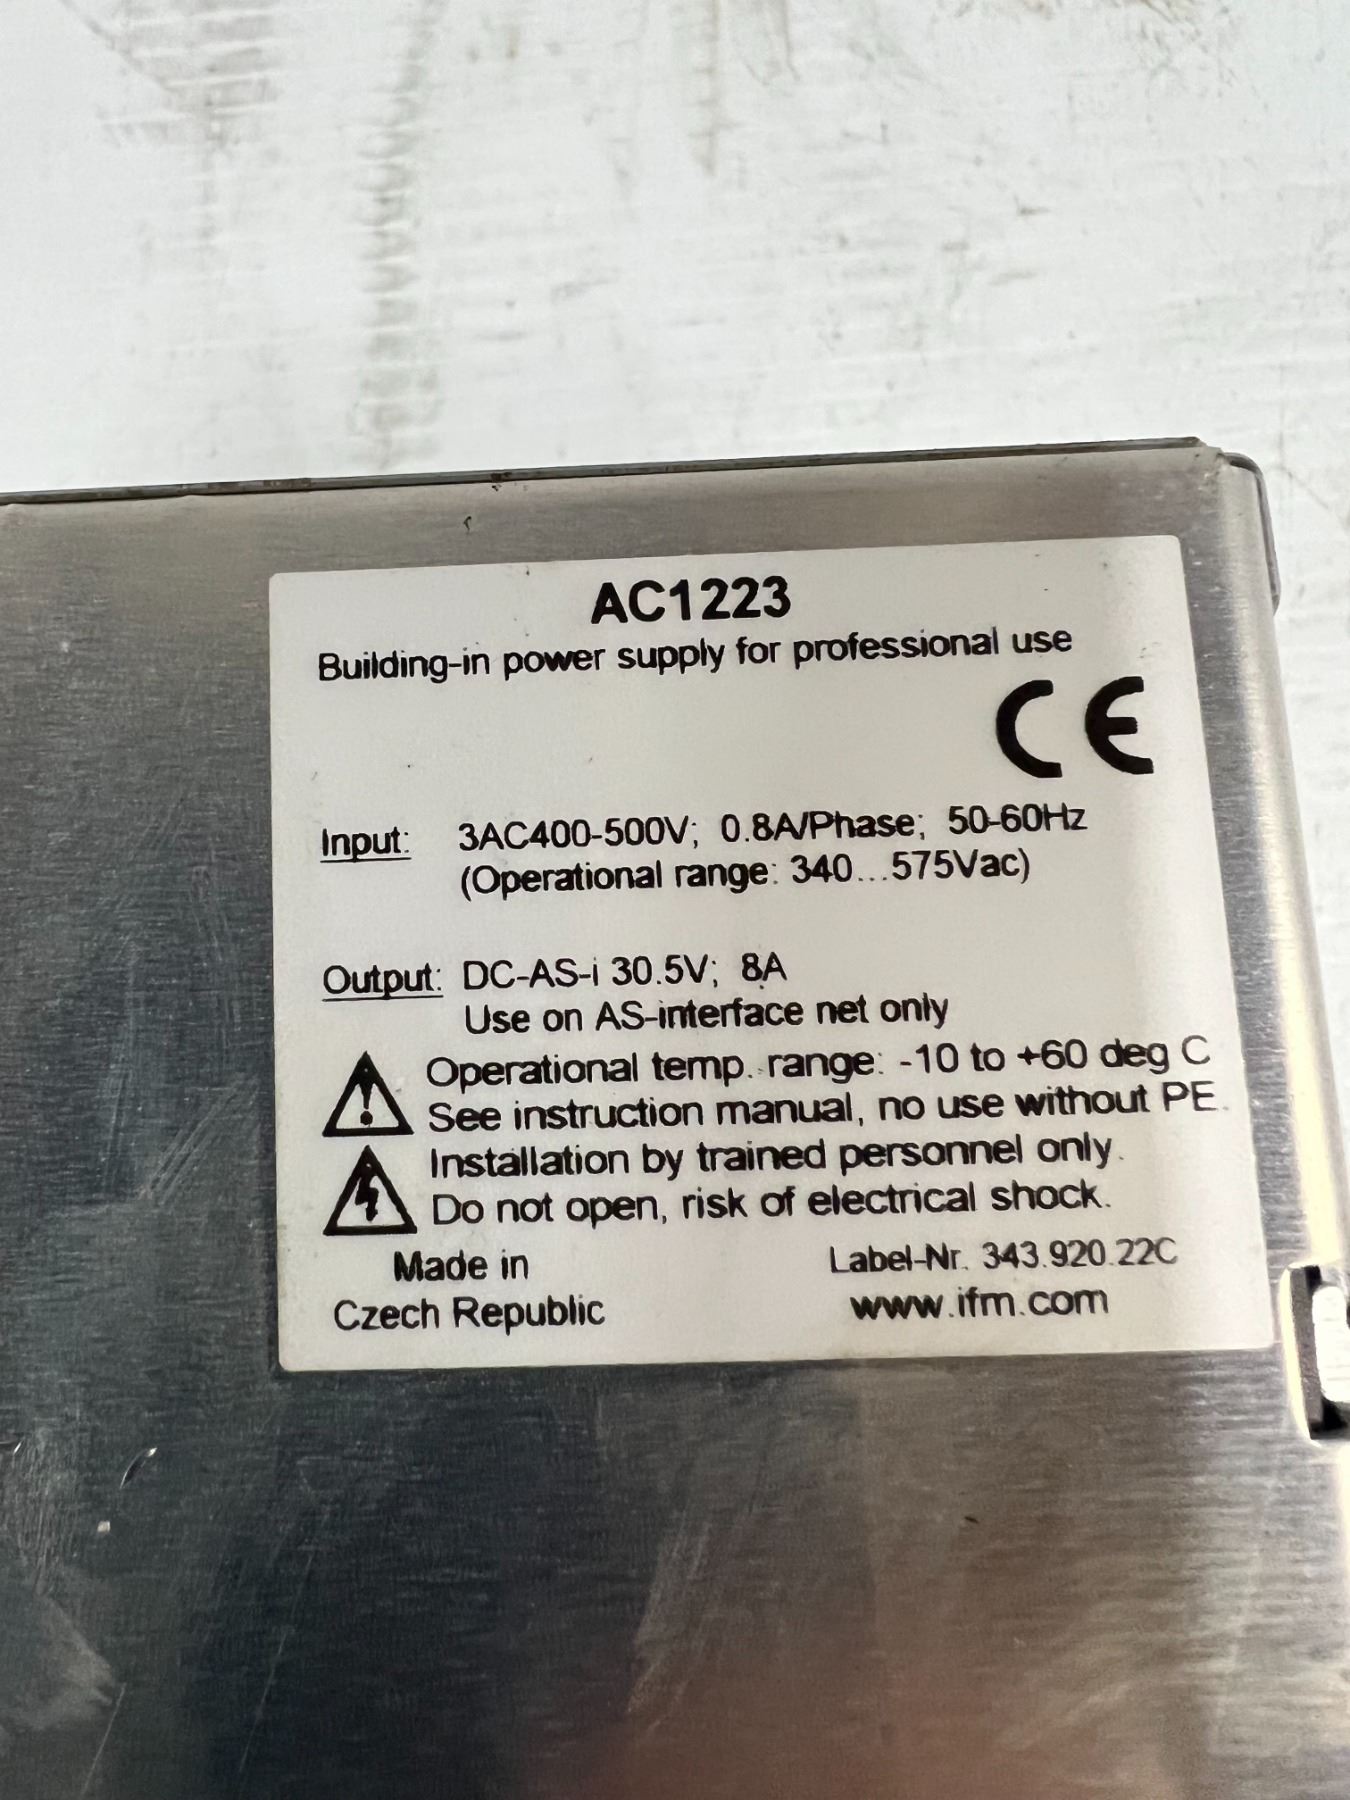 AC1223
Building-in power supply for professional use
CE
Input: 3AC400-500V; 0.8A/Phase; 50-60Hz
(Operational range: 340...575Vac)
Output: DC-AS-i 30.5V; 8A
Use on AS-interface net only
Operational temp. range: -10 to +60 deg C
See instruction manual, no use without PE.
Installation by trained personnel only.
Do not open, risk of electrical shock.
Made in
Czech Republic
Label-Nr. 343.920.22C
www.ifm.com